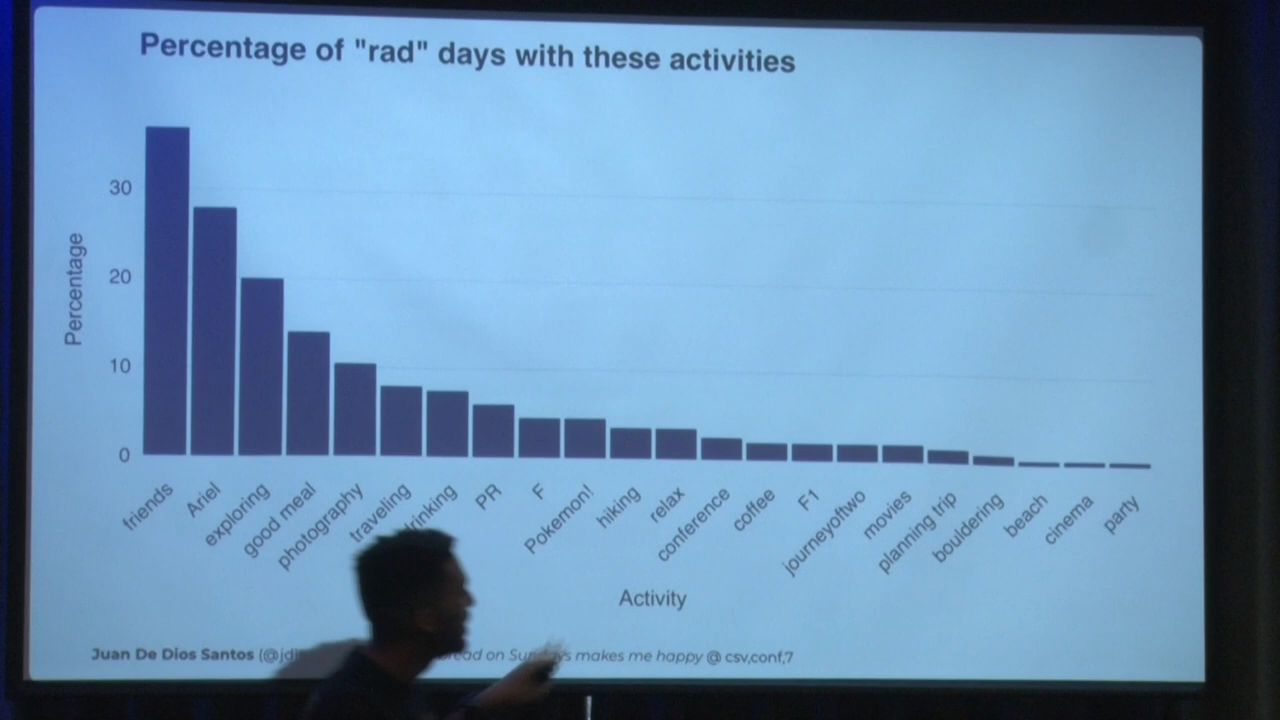 Percentage of "rad" days with these activities
Percentage
30
20
10
0
friends
Ariel
exploring
good meal
photography
traveling
drinking
PR
F
Pokemon!
hiking
relax
conference
coffee
F1
journeyoftwo
movies
planning trip
bouldering
beach
cinema
party
Activity
Juan De Dios Santos on makes me happy @ csv,conf,7